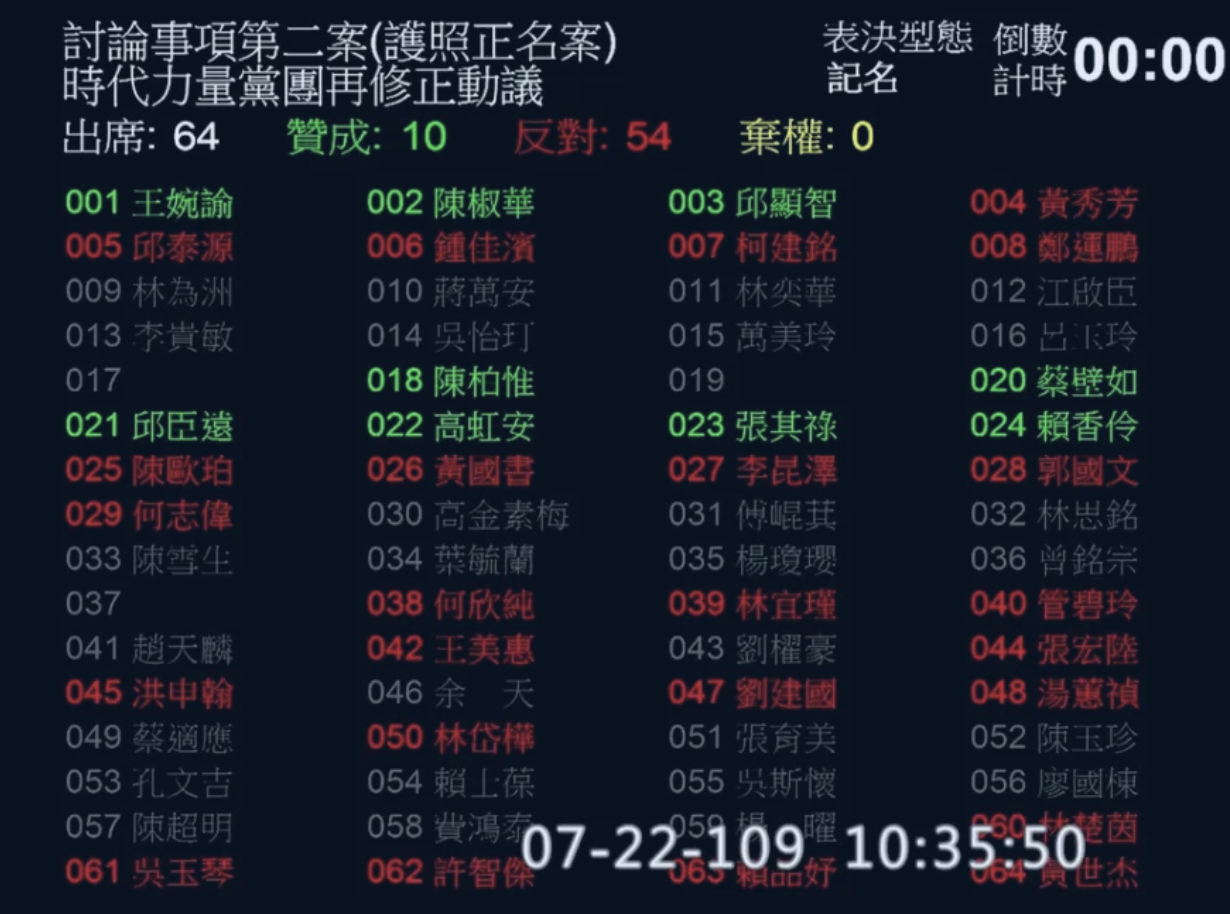 討論事項第二案(護照正名案)
時代力量黨團再修正動議
表決型態
記名
倒數
計時
00:00
出席: 64 贊成: 10 反對: 54 棄權: 0
001 王婉諭 002 陳椒華 003 邱顯智 004 黃秀芳
005 邱泰源 006 鍾佳濱 007 柯建銘 008 鄭運鵬
009 林為洲 010 蔣萬安 011 林奕華 012 江啟臣
013 李貴敏 014 吳怡玎 015 萬美玲 016 呂玉玲
017 018 陳柏惟 019 020 蔡壁如
021 邱臣遠 022 高虹安 023 張其祿 024 賴香伶
025 陳歐珀 026 黃國書 027 李昆澤 028 郭國文
029 何志偉 030 高金素梅 031 傅崐萁 032 林思銘
033 陳雪生 034 葉毓蘭 035 楊瓊瓔 036 曾銘宗
037 038 何欣純 039 林宜瑾 040 管碧玲
041 趙天麟 042 王美惠 043 劉櫂豪 044 張宏陸
045 洪申翰 046 余 天 047 劉建國 048 湯蕙禎
049 蔡適應 050 林岱樺 051 張育美 052 陳玉珍
053 孔文吉 054 賴士葆 055 吳斯懷 056 廖國棟
057 陳超明 058 費鴻泰 059 楊 曜 060 林楚茵
061 吳玉琴 062 許智傑 063 賴品妤 064 黃世杰
07-22-109 10:35:50